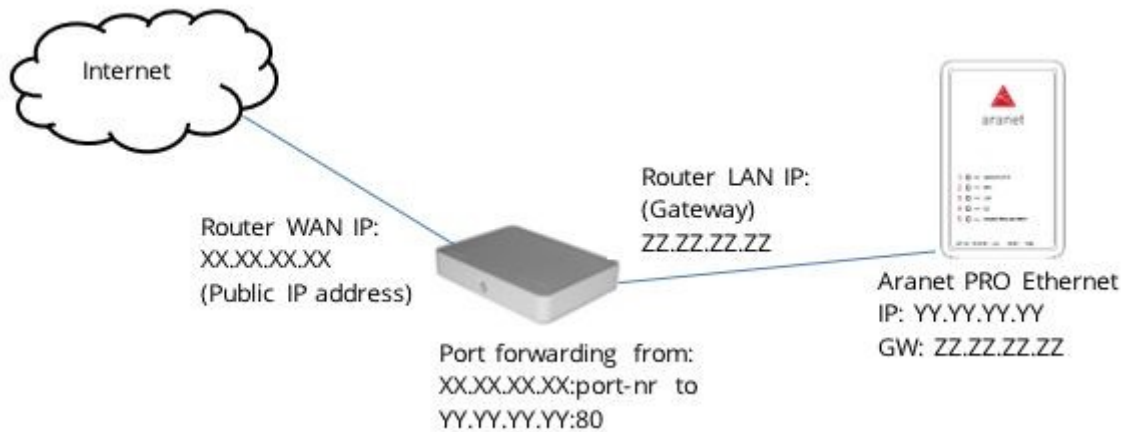 Internet
aranet
Router WAN IP:
XX.XX.XX.XX
(Public IP address)
Router LAN IP:
(Gateway)
ZZ.ZZ.ZZ.ZZ
Port forwarding from:
XX.XX.XX.XX:port-nr to
YY.YY.YY.YY:80
Aranet PRO Ethernet
IP: YY.YY.YY.YY
GW: ZZ.ZZ.ZZ.ZZ